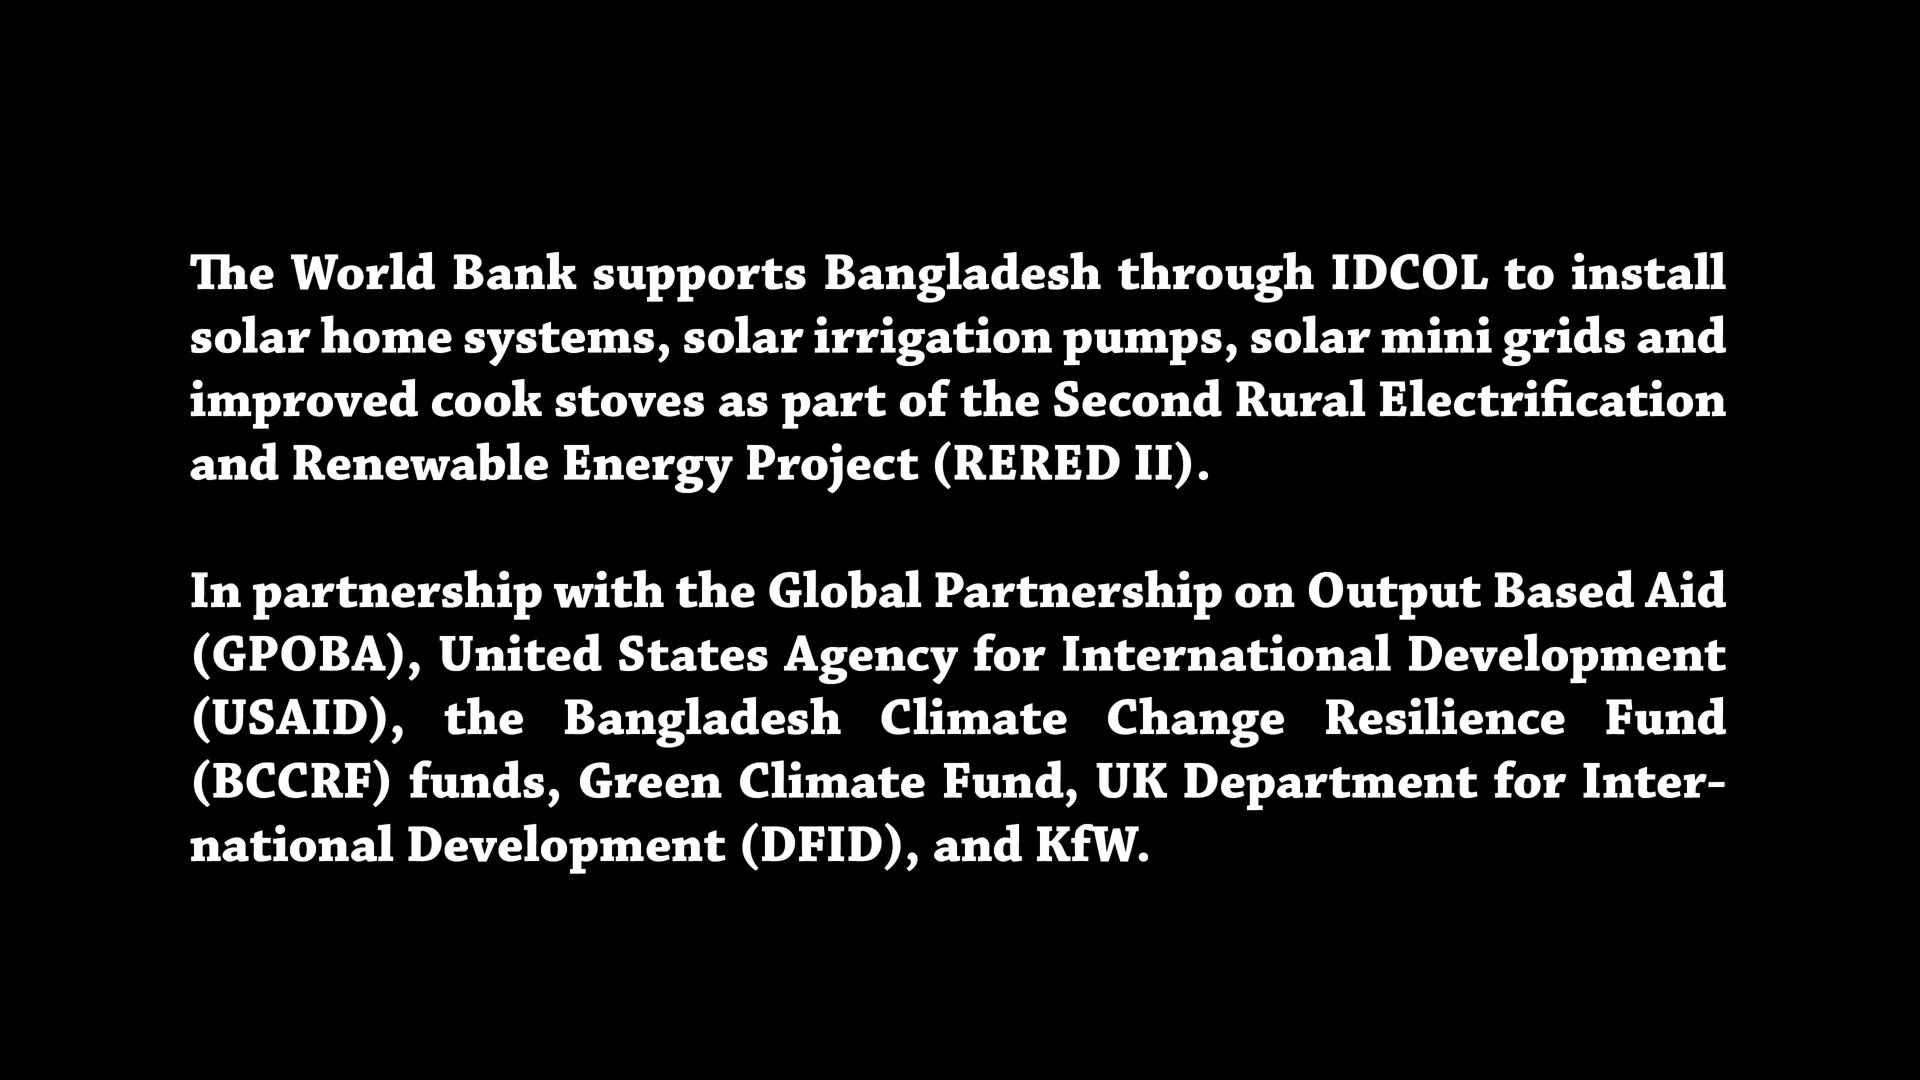 The World Bank supports Bangladesh through IDCOL to install
solar home systems, solar irrigation pumps, solar mini grids and
improved cook stoves as part of the Second Rural Electrification
and Renewable Energy Project (RERED II).
In partnership with the Global Partnership on Output Based Aid
(GPOBA), United States Agency for International Development
(USAID), the Bangladesh Climate Change Resilience Fund
(BCCRF) funds, Green Climate Fund, UK Department for Inter-
national Development (DFID), and KfW.